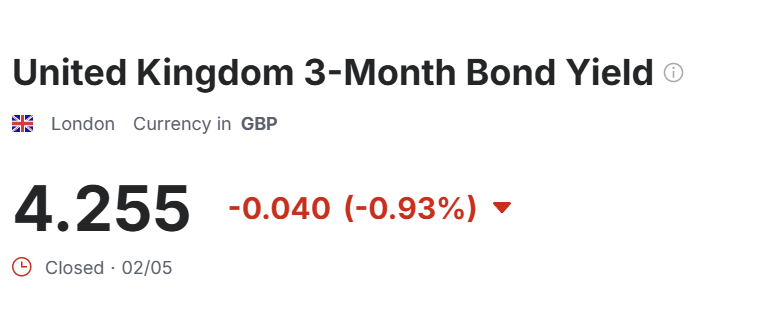 United Kingdom 3-Month Bond Yield
London Currency in GBP
4.255 -0.040 (-0.93%)
Closed · 02/05